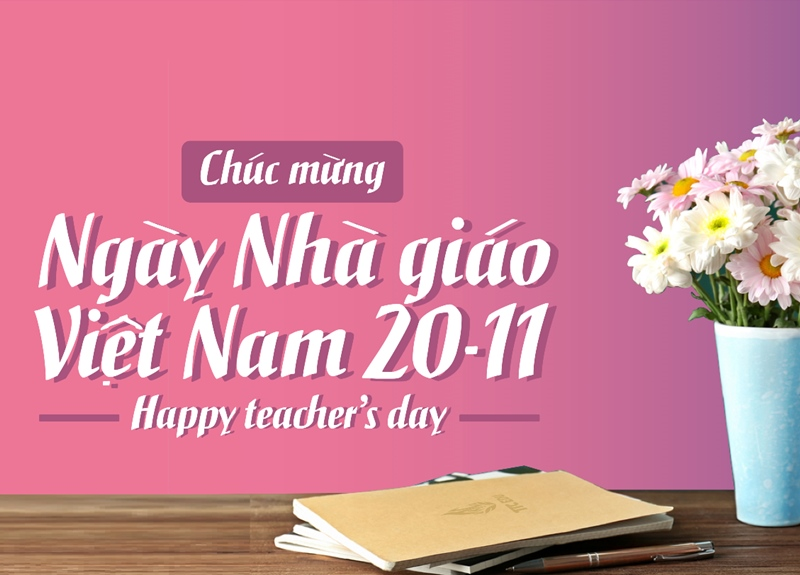 Chúc mừng
Ngày Nhà giáo
Việt Nam 20-11
Happy teacher's day